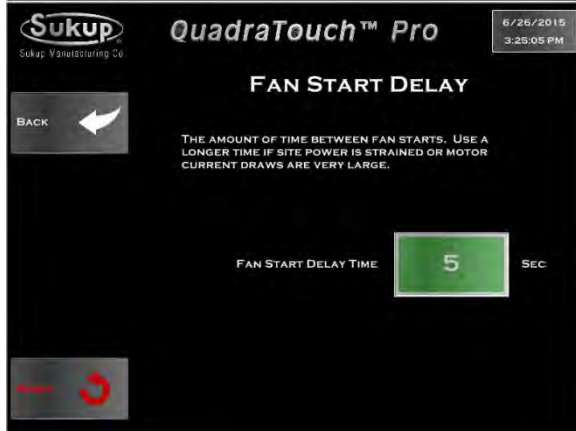 Sukup
Sukup Manufacturing Co.
QuadraTouch™ Pro
6/26/2015
3:25:05 PM
FAN START DELAY
BACK
THE AMOUNT OF TIME BETWEEN FAN STARTS. USE A
LONGER TIME IF SITE POWER IS STRAINED OR MOTOR
CURRENT DRAWS ARE VERY LARGE.
FAN START DELAY TIME 5 SEC